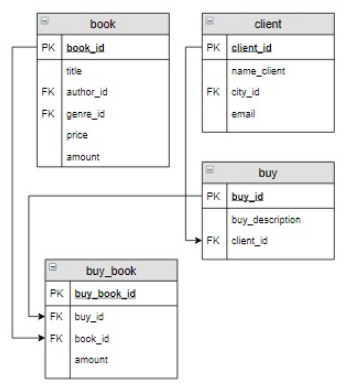 book
PK book_id
title
FK author_id
FK genre_id
price
amount
client
PK client_id
name_client
FK city_id
email
buy
PK buy_id
buy_description
FK client_id
buy_book
PK buy_book_id
FK buy_id
FK book_id
amount